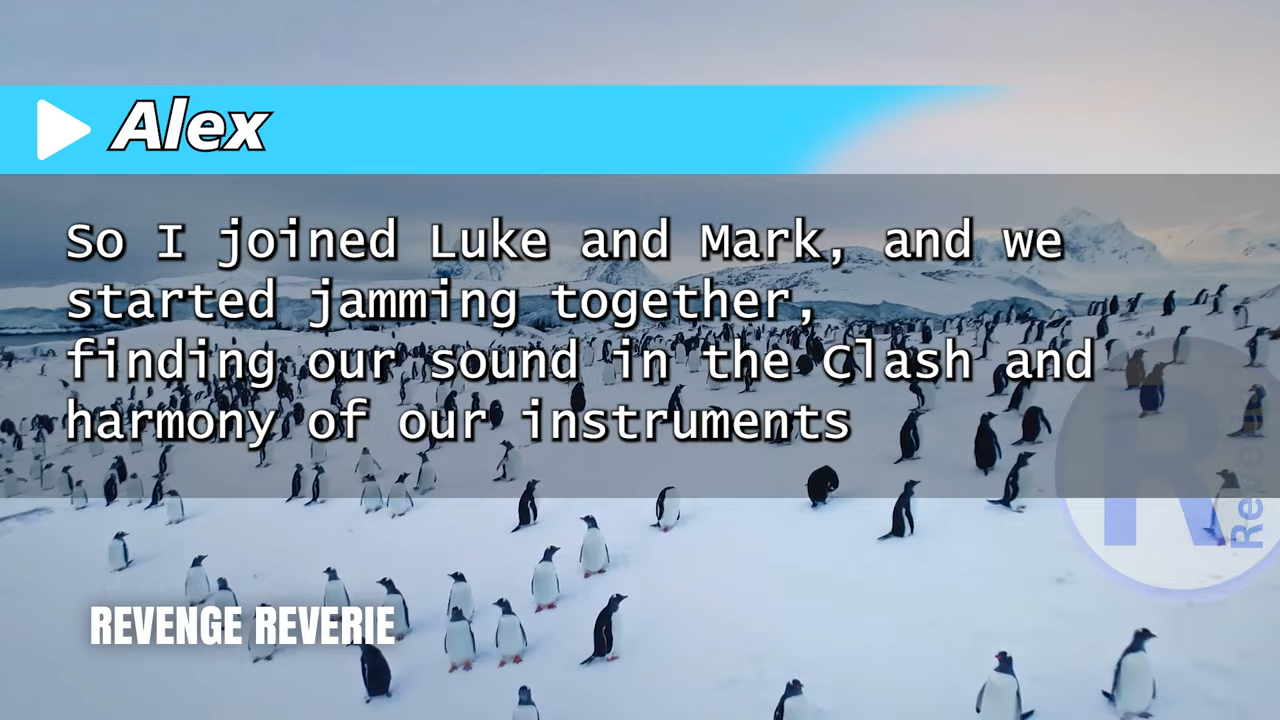 Alex
So I joined Luke and Mark, and we
started jamming together,
finding our sound in the Clash and
harmony of our instruments
R
REVENGE REVERIE